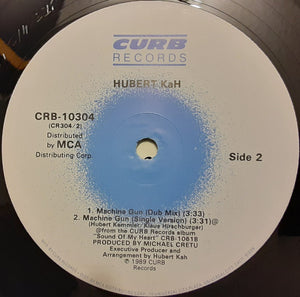 CURB
RECORDS
HUBERT KaH
CRB-10304
(CR304/2)
Distributed
by MCA
Distributing Corp.
Side 2
1. Machine Gun (Dub Mix) (3:33)
2. Machine Gun (Single Version) (3:31)@
(Hubert Kemmler, Klaus Hirschburger)
@from the CURB Records album
"Sound Of My Heart" CRB-10618
PRODUCED BY MICHAEL CRETU
Executive Producer and
Arrangement by Hubert Kah
℗ 1989 CURB
Records